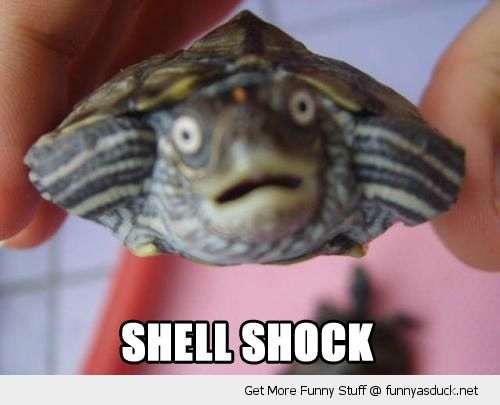 SHELL SHOCK
Get More Funny Stuff @ funnyasduck.net